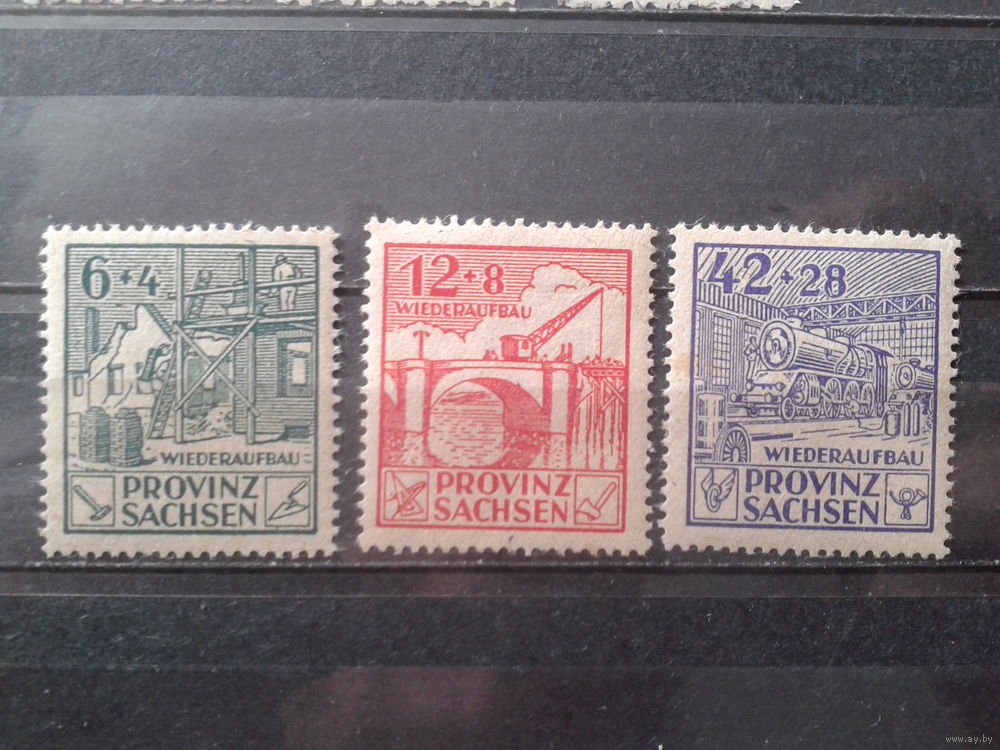 6+4
WIEDERAUFBAU
PROVINZ
SACHSEN
12+8
WIEDERAUFBAU
PROVINZ
SACHSEN
42+28
WIEDERAUFBAU
PROVINZ
SACHSEN
www.ay.by